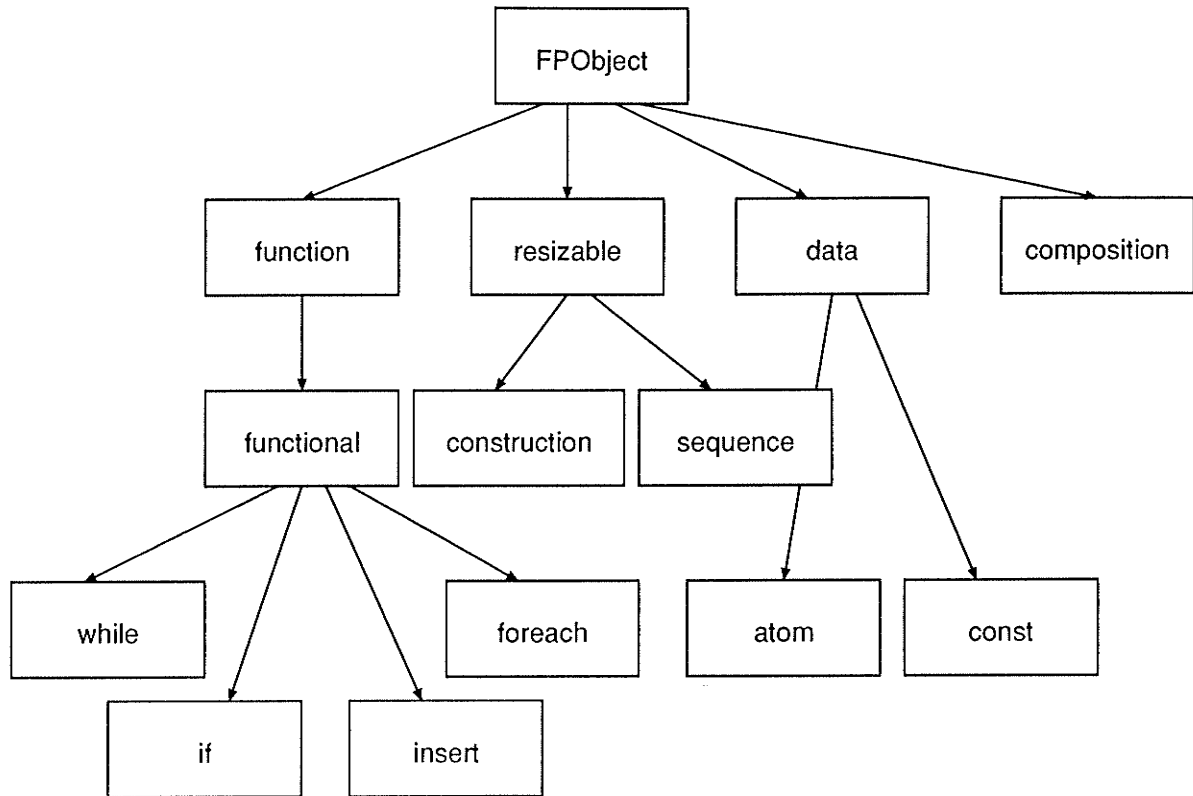 FPObject
function
resizable
data
composition
functional
construction
sequence
while
foreach
atom
const
if
insert